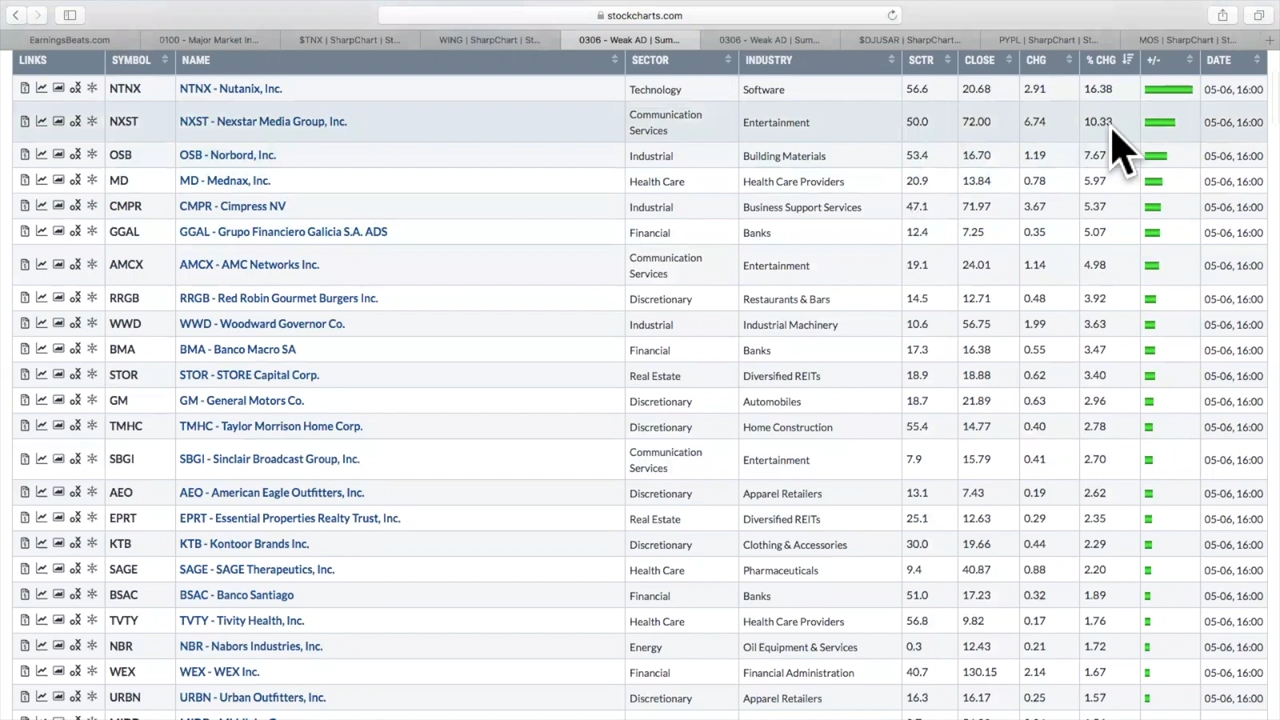 stockcharts.com
EarningsBeats.com
0100 - Major Market In...
$TNX | SharpChart | St...
WING | SharpChart | St...
0306 - Weak AD | Sum...
0306 - Weak AD | Sum...
$DJUSAR | SharpChart...
PYPL | SharpChart | St...
MOS | SharpChart | St...
LINKS SYMBOL NAME SECTOR INDUSTRY SCTR CLOSE CHG % CHG +/- DATE
NTNX NTNX - Nutanix, Inc. Technology Software 56.6 20.68 2.91 16.38 05-06, 16:00
NXST NXST - Nexstar Media Group, Inc. Communication Services Entertainment 50.0 72.00 6.74 10.33 05-06, 16:00
OSB OSB - Norbord, Inc. Industrial Building Materials 53.4 16.70 1.19 7.67 05-06, 16:00
MD MD - Mednax, Inc. Health Care Health Care Providers 20.9 13.84 0.78 5.97 05-06, 16:00
CMPR CMPR - Cimpress NV Industrial Business Support Services 47.1 71.97 3.67 5.37 05-06, 16:00
GGAL GGAL - Grupo Financiero Galicia S.A. ADS Financial Banks 12.4 7.25 0.35 5.07 05-06, 16:00
AMCX AMCX - AMC Networks Inc. Communication Services Entertainment 19.1 24.01 1.14 4.98 05-06, 16:00
RRGB RRGB - Red Robin Gourmet Burgers Inc. Discretionary Restaurants & Bars 14.5 12.71 0.48 3.92 05-06, 16:00
WWD WWD - Woodward Governor Co. Industrial Industrial Machinery 10.6 56.75 1.99 3.63 05-06, 16:00
BMA BMA - Banco Macro SA Financial Banks 17.3 16.38 0.55 3.47 05-06, 16:00
STOR STOR - STORE Capital Corp. Real Estate Diversified REITs 18.9 18.88 0.62 3.40 05-06, 16:00
GM GM - General Motors Co. Discretionary Automobiles 18.7 21.89 0.63 2.96 05-06, 16:00
TMHC TMHC - Taylor Morrison Home Corp. Discretionary Home Construction 55.4 14.77 0.40 2.78 05-06, 16:00
SBGI SBGI - Sinclair Broadcast Group, Inc. Communication Services Entertainment 7.9 15.79 0.41 2.70 05-06, 16:00
AEO AEO - American Eagle Outfitters, Inc. Discretionary Apparel Retailers 13.1 7.43 0.19 2.62 05-06, 16:00
EPRT EPRT - Essential Properties Realty Trust, Inc. Real Estate Diversified REITs 25.1 12.63 0.29 2.35 05-06, 16:00
KTB KTB - Kontoor Brands Inc. Discretionary Clothing & Accessories 30.0 19.66 0.44 2.29 05-06, 16:00
SAGE SAGE - SAGE Therapeutics, Inc. Health Care Pharmaceuticals 9.4 40.87 0.88 2.20 05-06, 16:00
BSAC BSAC - Banco Santiago Financial Banks 51.0 17.23 0.32 1.89 05-06, 16:00
TVTY TVTY - Tivity Health, Inc. Health Care Health Care Providers 56.8 9.82 0.17 1.76 05-06, 16:00
NBR NBR - Nabors Industries, Inc. Energy Oil Equipment & Services 0.3 12.43 0.21 1.72 05-06, 16:00
WEX WEX - WEX Inc. Financial Financial Administration 40.7 130.15 2.14 1.67 05-06, 16:00
URBN URBN - Urban Outfitters, Inc. Discretionary Apparel Retailers 16.3 16.17 0.25 1.57 05-06, 16:00